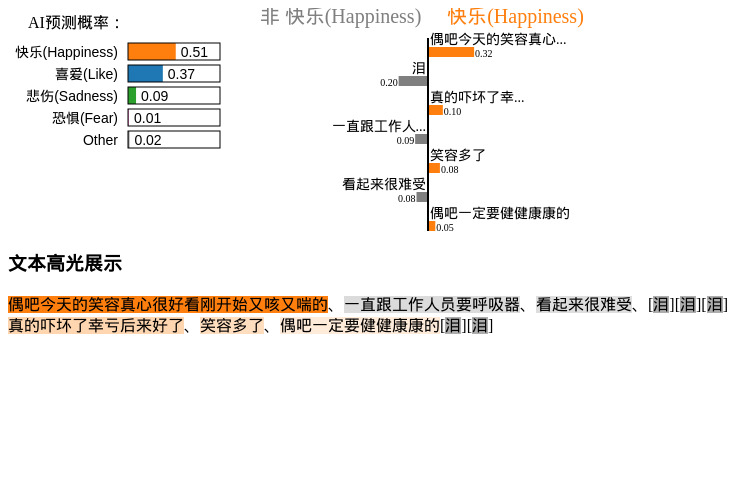 AI预测概率：
快乐(Happiness) 0.51
喜爱(Like) 0.37
悲伤(Sadness) 0.09
恐惧(Fear) 0.01
Other 0.02
非 快乐(Happiness) 快乐(Happiness)
偶吧今天的笑容真心...
0.32
泪
0.20
真的吓坏了幸...
0.10
一直跟工作人...
0.09
笑容多了
0.08
看起来很难受
0.08
偶吧一定要健健康康的
0.05
文本高光展示
偶吧今天的笑容真心很好看刚开始又咳又喘的、一直跟工作人员要呼吸器、看起来很难受、[泪][泪][泪]
真的吓坏了幸亏后来好了、笑容多了、偶吧一定要健健康康的[泪][泪]